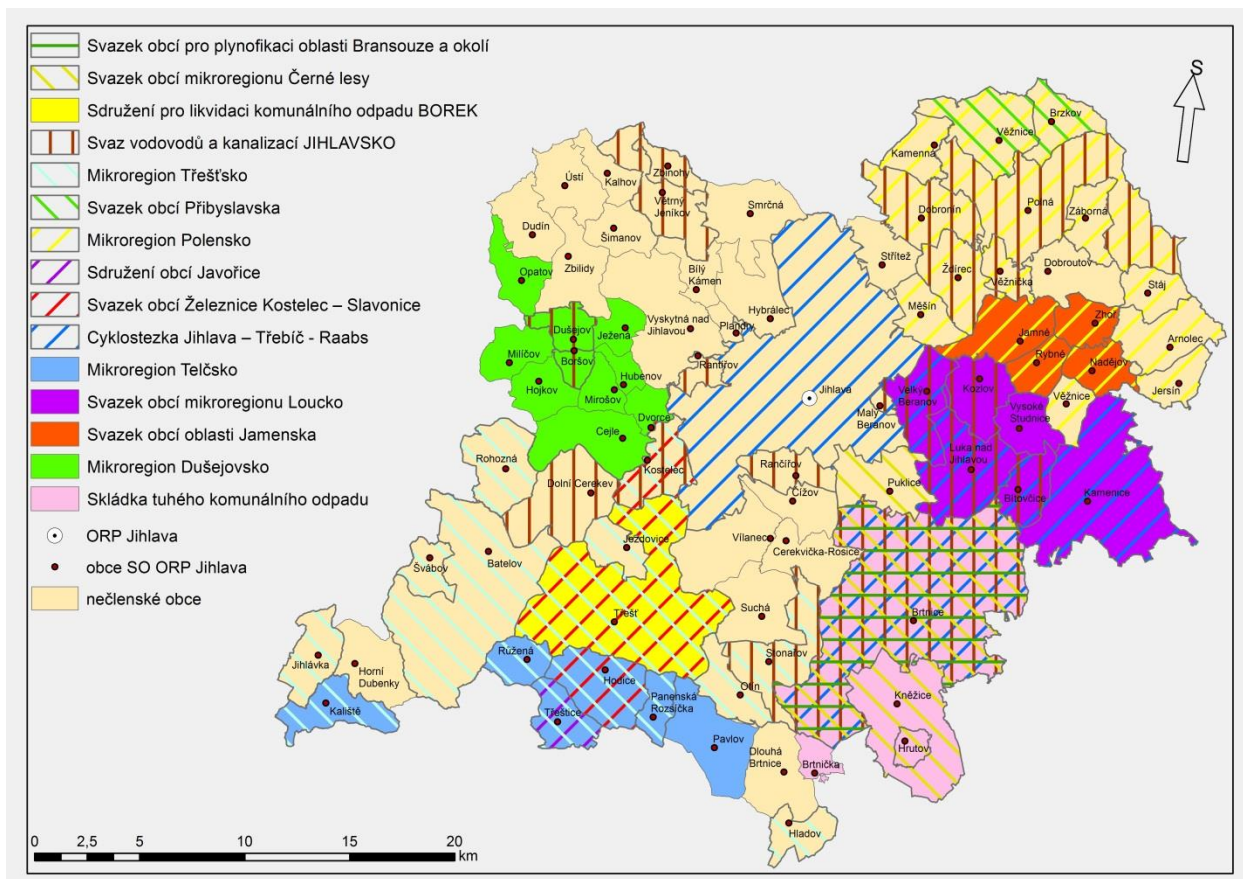 Svazek obcí pro plynofikaci oblasti Bransouze a okolí
Svazek obcí mikroregionu Černé lesy
Sdružení pro likvidaci komunálního odpadu BOREK
Svaz vodovodů a kanalizací JIHLAVSKO
Mikroregion Třešťsko
Svazek obcí Přibyslavska
Mikroregion Polensko
Sdružení obcí Javořice
Svazek obcí Železnice Kostelec – Slavonice
Cyklostezka Jihlava – Třebíč - Raabs
Mikroregion Telčsko
Svazek obcí mikroregionu Loucko
Svazek obcí oblasti Jamenska
Mikroregion Dušejovsko
Skládka tuhého komunálního odpadu
ORP Jihlava
obce SO ORP Jihlava
nečlenské obce
S
Brzkov
Věžnice
Kamenná
Zbinohy
Kalhov
Ústí
Větrný
Jeníkov
Smrčná
Dobronín
Polná
Záborná
Dudín
Šimanov
Zbilidy
Střítež
Ždírec
Věžnička
Dobroutov
Opatov
Bílý
Kámen
Stáj
Měšín
Hybrálec
Zhoř
Vyskytná nad
Jihlavou
Plandry
Dušejov
Ježená
Jamné
Arnolec
Boršov
Rantířov
Rybné
Nadějov
Milíčov
Hojkov
Hubenov
Mirošov
Jersín
Kozlov
Velký
Beranov
Jihlava
Malý
Beranov
Věžnice
Vysoké
Studnice
Dvorce
Cejle
Luka nad
Jihlavou
Kostelec
Rohozná
Rančířov
Dolní Cerekev
Puklice
Bítovčice
Kamenice
Čížov
Vílanec
Cerekvička-Rosice
Jezdovice
Švábov
Batelov
Suchá
Třešť
Brtnice
Jihlávka
Horní
Dubenky
Růžená
Hodice
Stonařov
Otín
Panenská
Rozsíčka
Kaliště
Třeštice
Kněžice
Pavlov
Hrutov
Dlouhá
Brtnice
Brtnička
Hladov
0 2,5 5 10 15 20
km